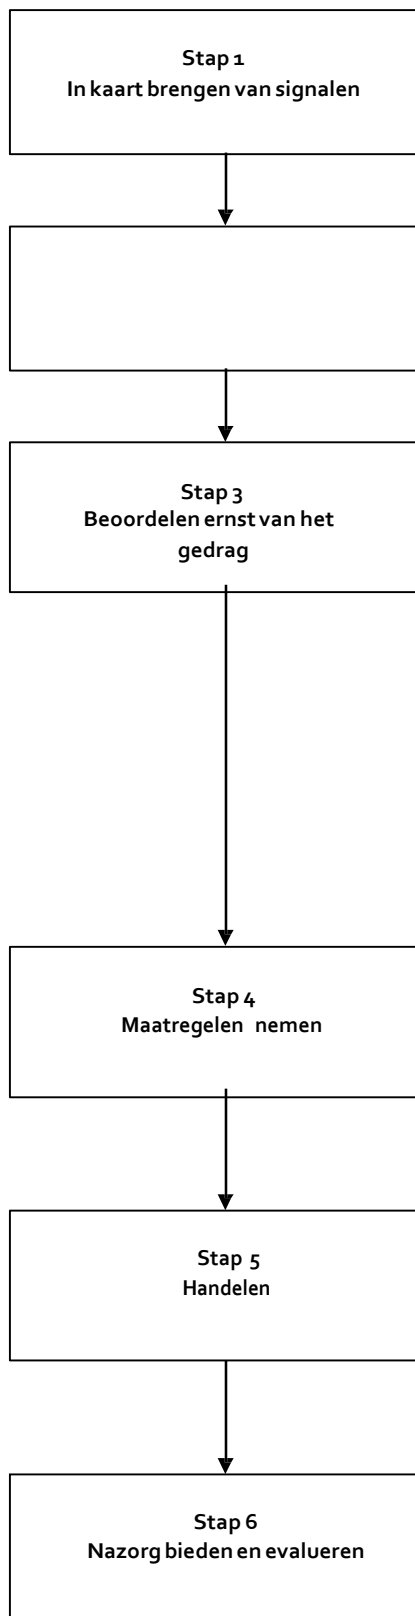 Stap 1
In kaart brengen van signalen
Stap 3
Beoordelen ernst van het
gedrag
Stap 4
Maatregelen nemen
Stap 5
Handelen
Stap 6
Nazorg bieden en evalueren